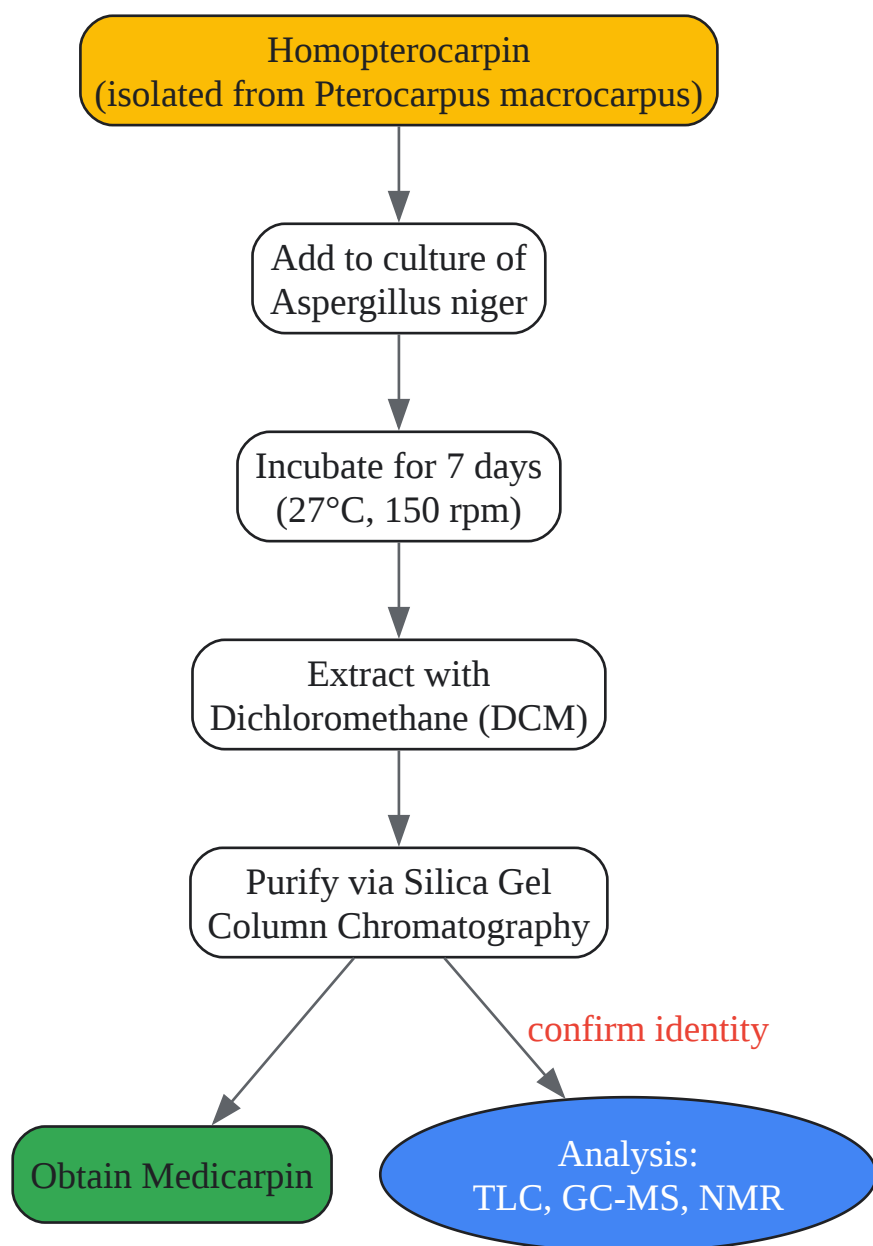 Homopterocarpin
(isolated from Pterocarpus macrocarpus)
Add to culture of
Aspergillus niger
Incubate for 7 days
(27°C, 150 rpm)
Extract with
Dichloromethane (DCM)
Purify via Silica Gel
Column Chromatography
confirm identity
Obtain Medicarpin
Analysis:
TLC, GC-MS, NMR